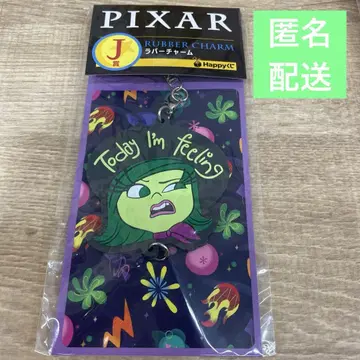 PIXAR
J
賞
RUBBER CHARM
ラバーチャーム
Happyくじ
匿名
配送
Today I'm feeling